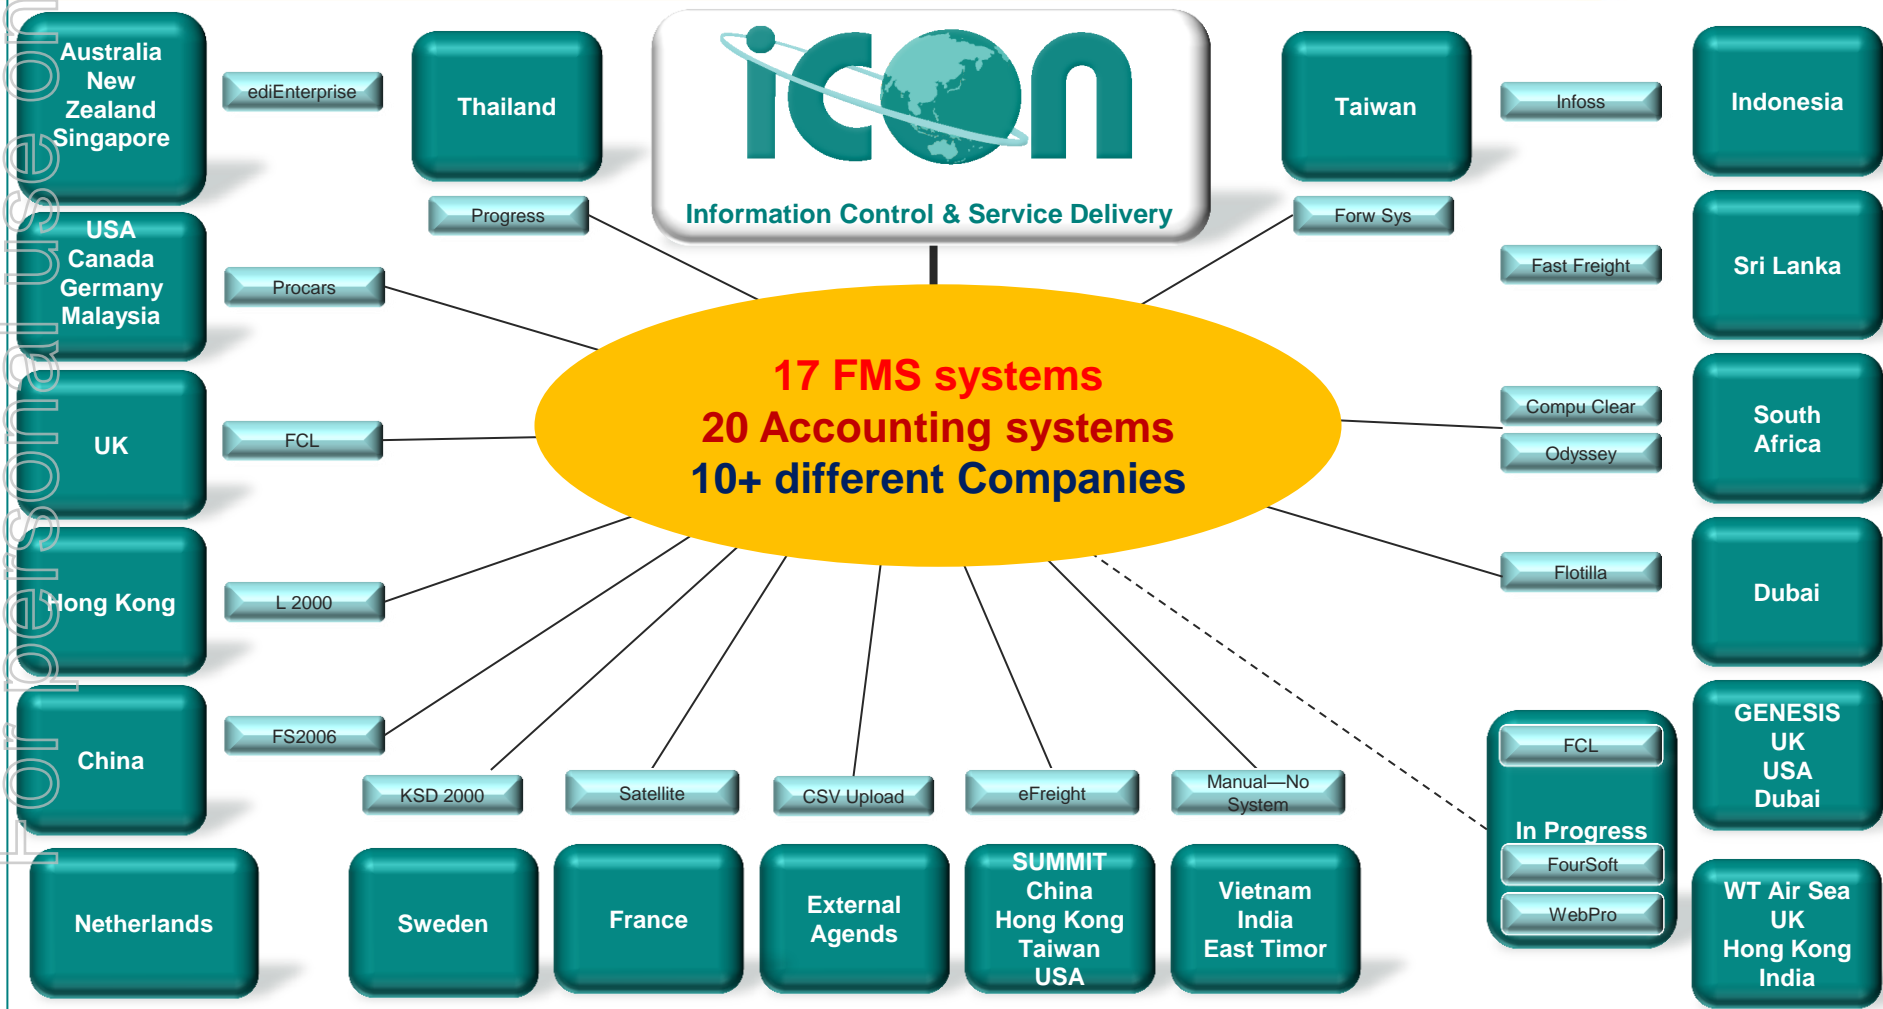 For personal use on
Australia
New
Zealand
Singapore
ediEnterprise
Thailand
Progress
icon
Information Control & Service Delivery
Taiwan
Forw Sys
Infoss
Indonesia
USA
Canada
Germany
Malaysia
Procars
Fast Freight
Sri Lanka
17 FMS systems
20 Accounting systems
10+ different Companies
UK
FCL
Compu Clear
Odyssey
South
Africa
Hong Kong
L 2000
Flotilla
Dubai
China
FS2006
KSD 2000
Satellite
CSV Upload
eFreight
Manual—No
System
FCL
In Progress
FourSoft
WebPro
GENESIS
UK
USA
Dubai
Netherlands
Sweden
France
External
Agends
SUMMIT
China
Hong Kong
Taiwan
USA
Vietnam
India
East Timor
WT Air Sea
UK
Hong Kong
India